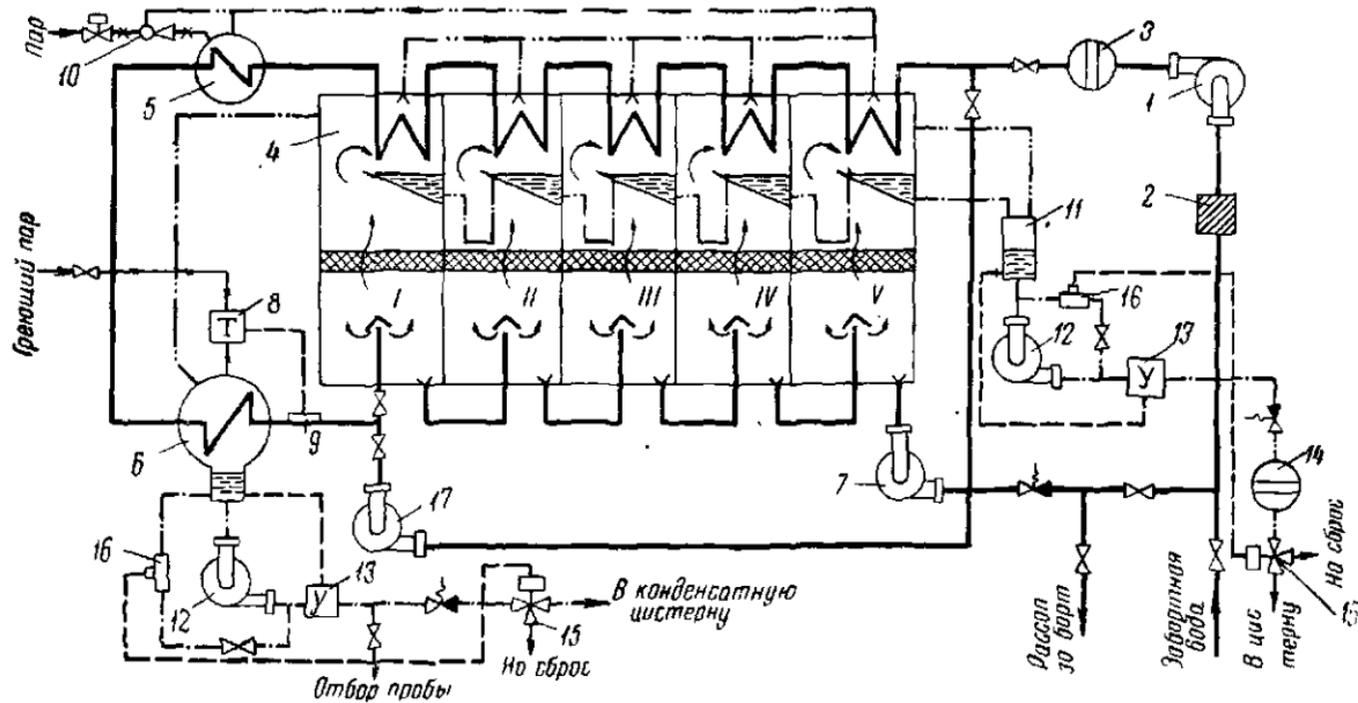 Пар
10
5
3
1
4
2
11
Греющий пар
8
Т
I
II
III
IV
V
16
12
13
У
9
6
7
14
17
16
12
13
У
15
В конденсатную
цистерну
На сброс
Отбор пробы
Рассол
за борт
Забортная
вода
В цис
терну
На сброс
15